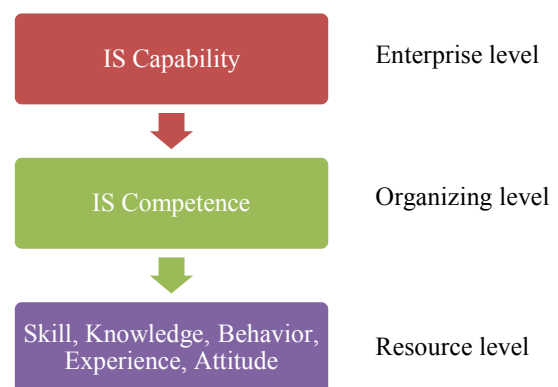 IS Capability
Enterprise level
IS Competence
Organizing level
Skill, Knowledge, Behavior,
Experience, Attitude
Resource level